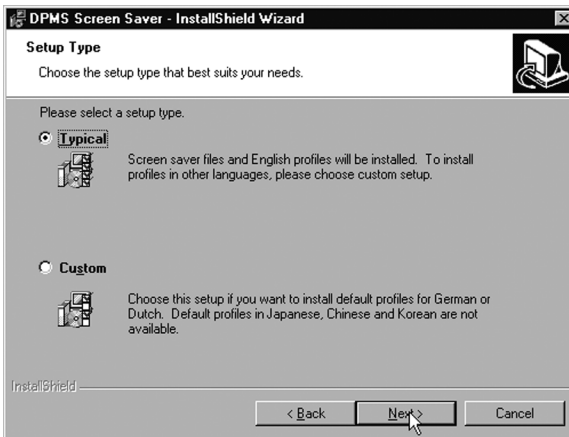 DPMS Screen Saver - InstallShield Wizard
Setup Type
Choose the setup type that best suits your needs.
Please select a setup type.
Typical
Screen saver files and English profiles will be installed. To install
profiles in other languages, please choose custom setup.
Custom
Choose this setup if you want to install default profiles for German or
Dutch. Default profiles in Japanese, Chinese and Korean are not
available.
InstallShield
< Back
Next >
Cancel